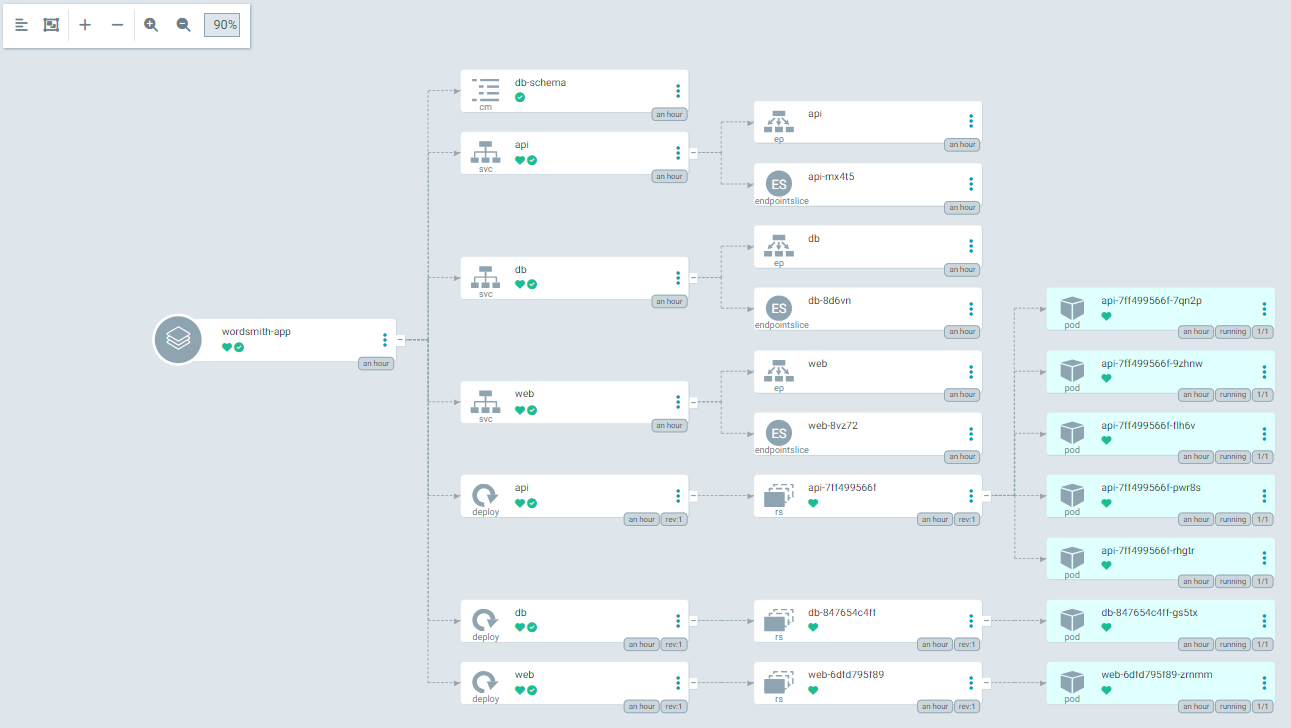 90%
db-schema
cm
an hour
api
svc
an hour
api
ep
an hour
ES
api-mx4t5
endpointslice
an hour
db
svc
an hour
db
ep
an hour
ES
db-8d6vn
endpointslice
an hour
wordsmith-app
an hour
web
svc
an hour
web
ep
an hour
ES
web-8vz72
endpointslice
an hour
api
deploy
an hour rev:1
api-7ff499566f
rs
an hour rev:1
api-7ff499566f-7qn2p
pod
an hour running 1/1
api-7ff499566f-9zhnw
pod
an hour running 1/1
api-7ff499566f-flh6v
pod
an hour running 1/1
api-7ff499566f-pwr8s
pod
an hour running 1/1
api-7ff499566f-rhgtr
pod
an hour running 1/1
db
deploy
an hour rev:1
db-847654c4ff
rs
an hour rev:1
db-847654c4ff-gs5tx
pod
an hour running 1/1
web
deploy
an hour rev:1
web-6dfd795f89
rs
an hour rev:1
web-6dfd795f89-zrnmm
pod
an hour running 1/1